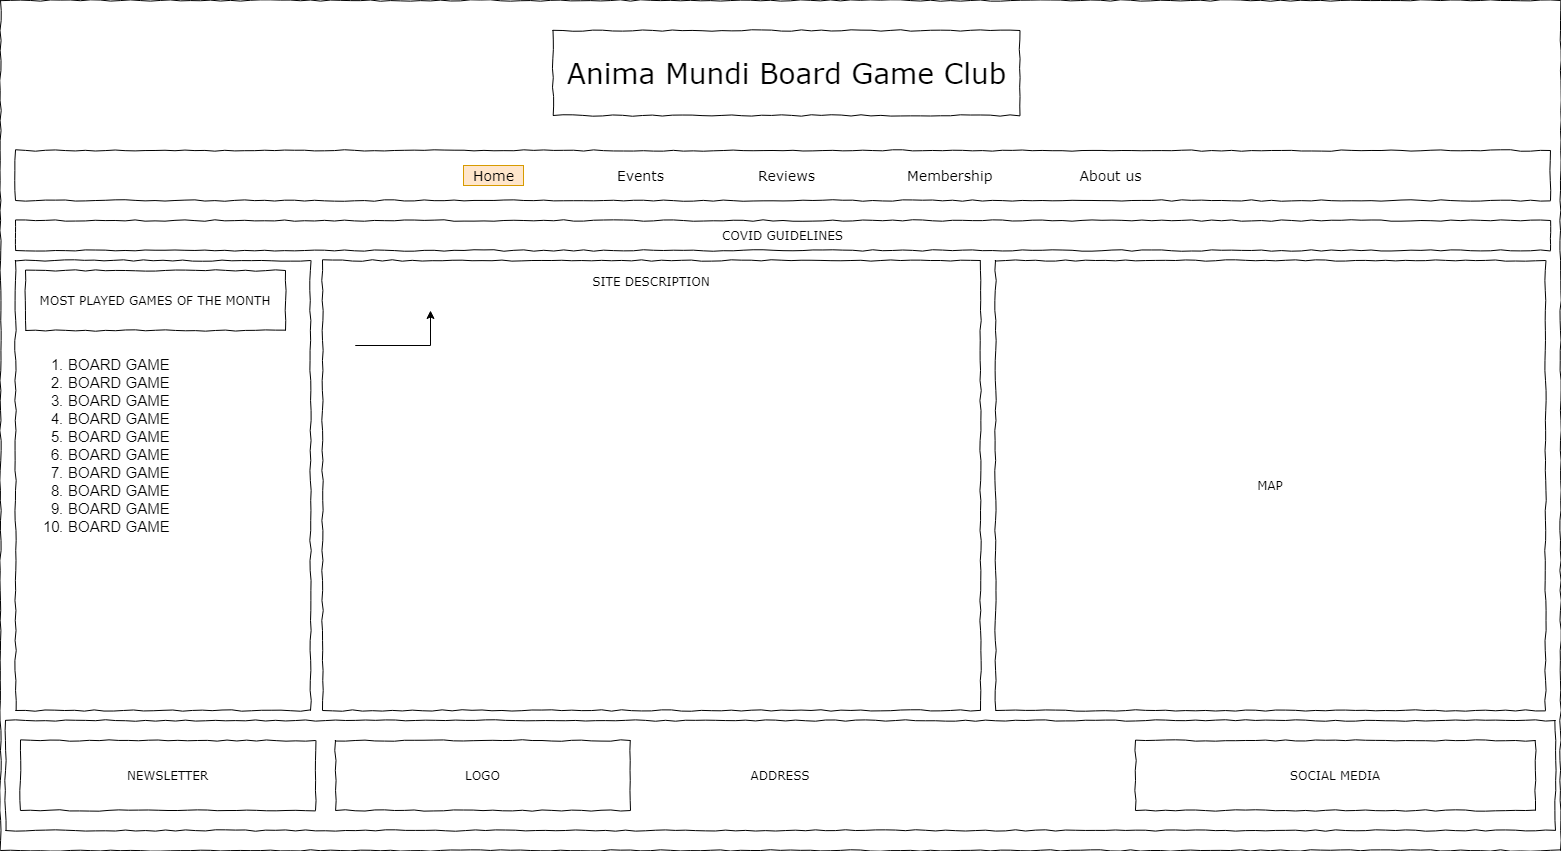 Anima Mundi Board Game Club
Home Events Reviews Membership About us
COVID GUIDELINES
MOST PLAYED GAMES OF THE MONTH
1. BOARD GAME
2. BOARD GAME
3. BOARD GAME
4. BOARD GAME
5. BOARD GAME
6. BOARD GAME
7. BOARD GAME
8. BOARD GAME
9. BOARD GAME
10. BOARD GAME
SITE DESCRIPTION
MAP
NEWSLETTER
LOGO
ADDRESS
SOCIAL MEDIA